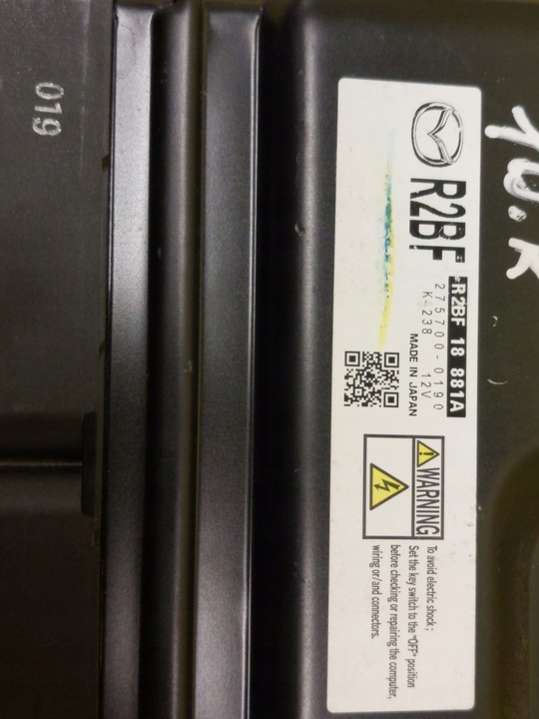 019
R2BF
R2BF 18 881A
275700-0190
K-238 12V
MADE IN JAPAN
WARNING
To avoid electric shock ;
Set the key switch to the "OFF" position
before checking or repairing the computer,
wiring or/and connectors.